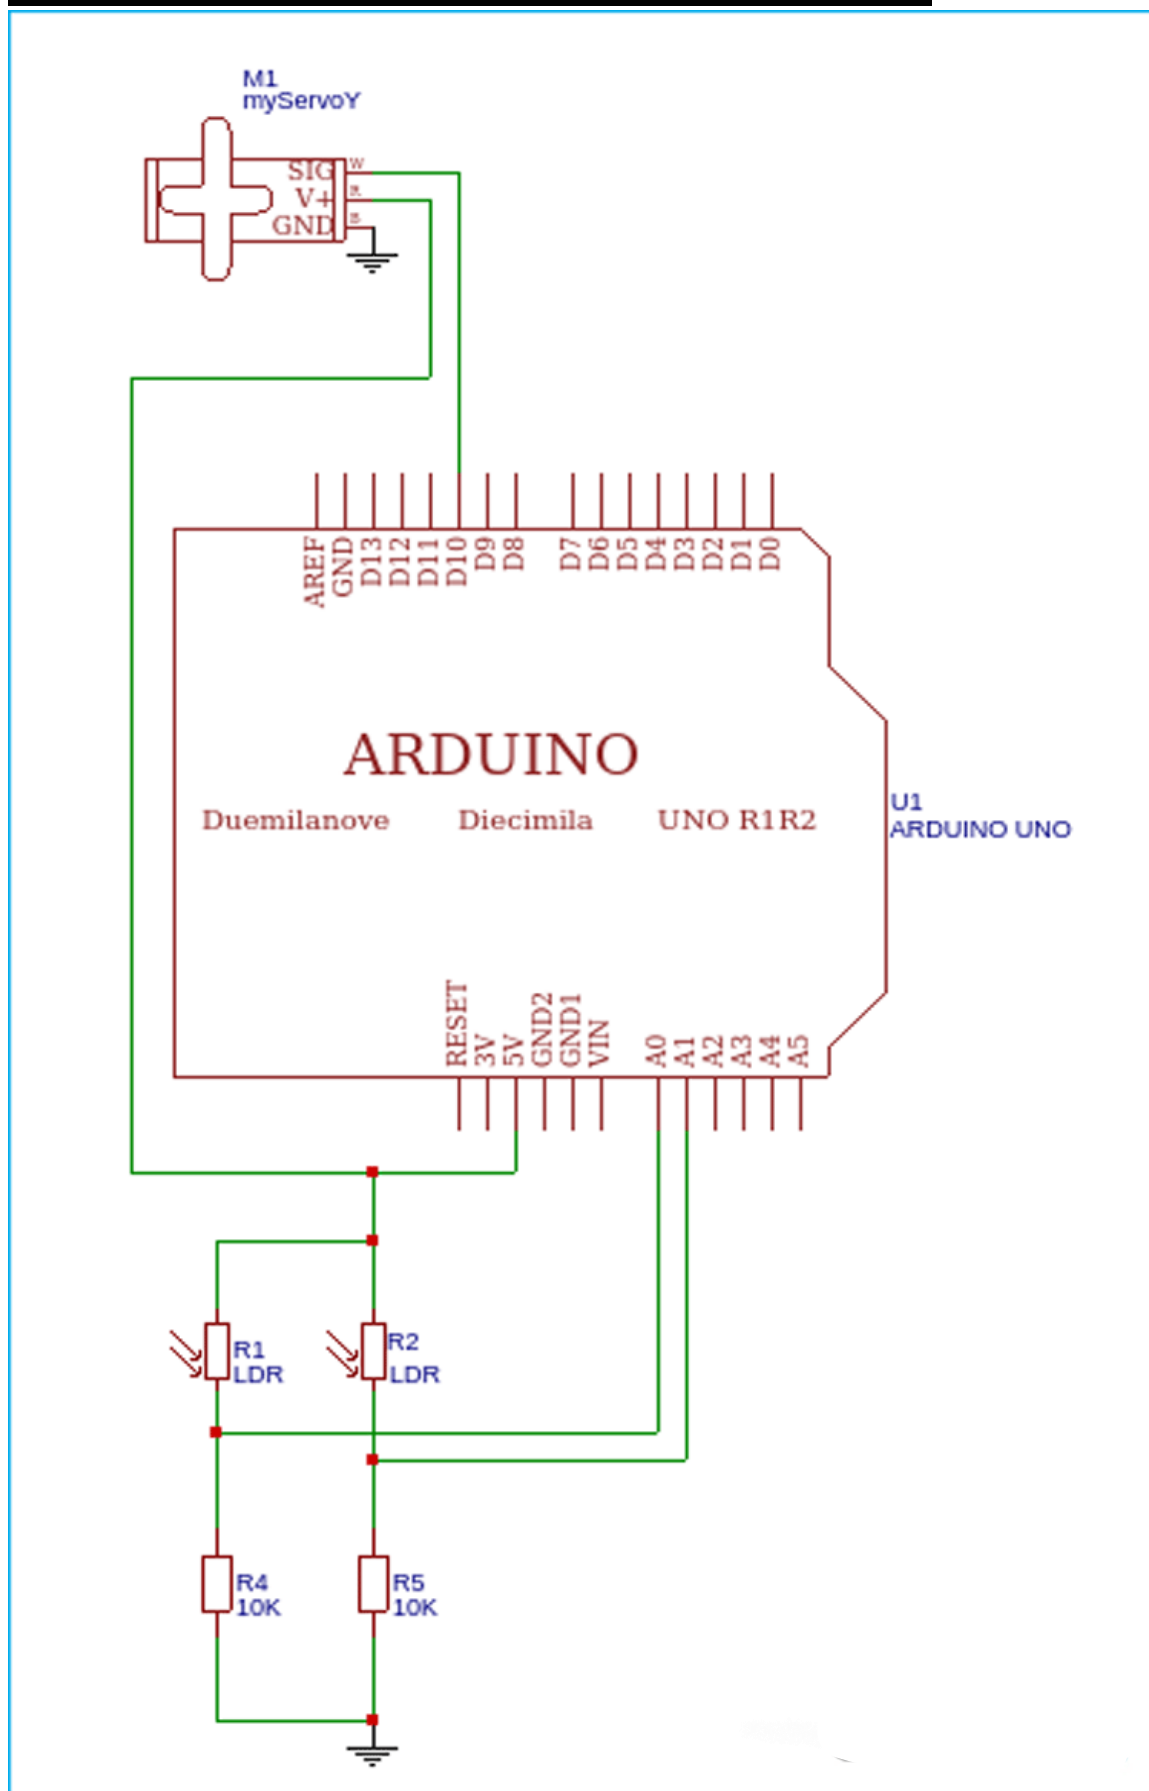 M1
myServoY
SIG
W
V+
R
GND
B
AREF
GND
D13
D12
D11
D10
D9
D8
D7
D6
D5
D4
D3
D2
D1
D0
ARDUINO
Duemilanove Diecimila UNO R1R2
U1
ARDUINO UNO
RESET
3V
5V
GND2
GND1
VIN
A0
A1
A2
A3
A4
A5
R1
LDR
R2
LDR
R4
10K
R5
10K